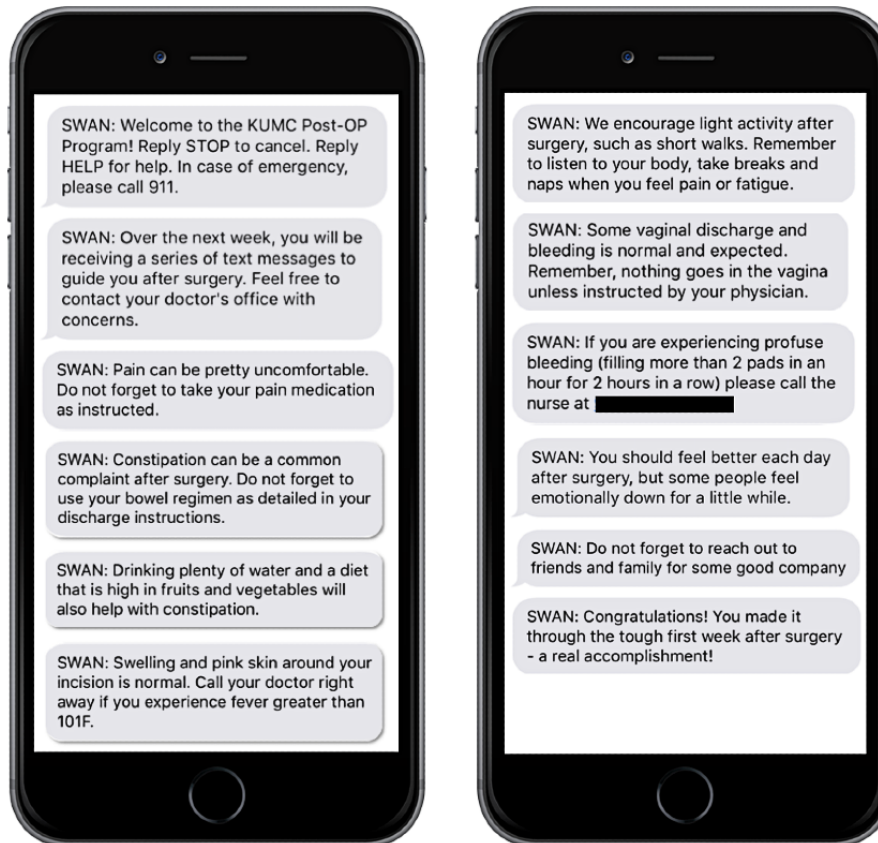 SWAN: Welcome to the KUMC Post-OP
Program! Reply STOP to cancel. Reply
HELP for help. In case of emergency,
please call 911.
SWAN: Over the next week, you will be
receiving a series of text messages to
guide you after surgery. Feel free to
contact your doctor's office with
concerns.
SWAN: Pain can be pretty uncomfortable.
Do not forget to take your pain medication
as instructed.
SWAN: Constipation can be a common
complaint after surgery. Do not forget to
use your bowel regimen as detailed in your
discharge instructions.
SWAN: Drinking plenty of water and a diet
that is high in fruits and vegetables will
also help with constipation.
SWAN: Swelling and pink skin around your
incision is normal. Call your doctor right
away if you experience fever greater than
101F.
SWAN: We encourage light activity after
surgery, such as short walks. Remember
to listen to your body, take breaks and
naps when you feel pain or fatigue.
SWAN: Some vaginal discharge and
bleeding is normal and expected.
Remember, nothing goes in the vagina
unless instructed by your physician.
SWAN: If you are experiencing profuse
bleeding (filling more than 2 pads in an
hour for 2 hours in a row) please call the
nurse at
SWAN: You should feel better each day
after surgery, but some people feel
emotionally down for a little while.
SWAN: Do not forget to reach out to
friends and family for some good company
SWAN: Congratulations! You made it
through the tough first week after surgery
- a real accomplishment!